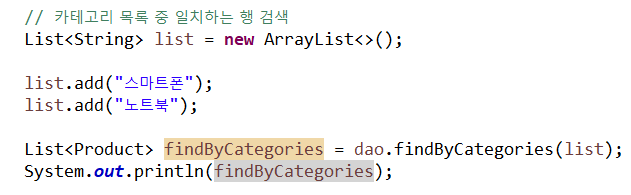 // 카테고리 목록 중 일치하는 행 검색
List<String> list = new ArrayList<>();
list.add("스마트폰");
list.add("노트북");
List<Product> findByCategories = dao.findByCategories(list);
System.out.println(findByCategories);